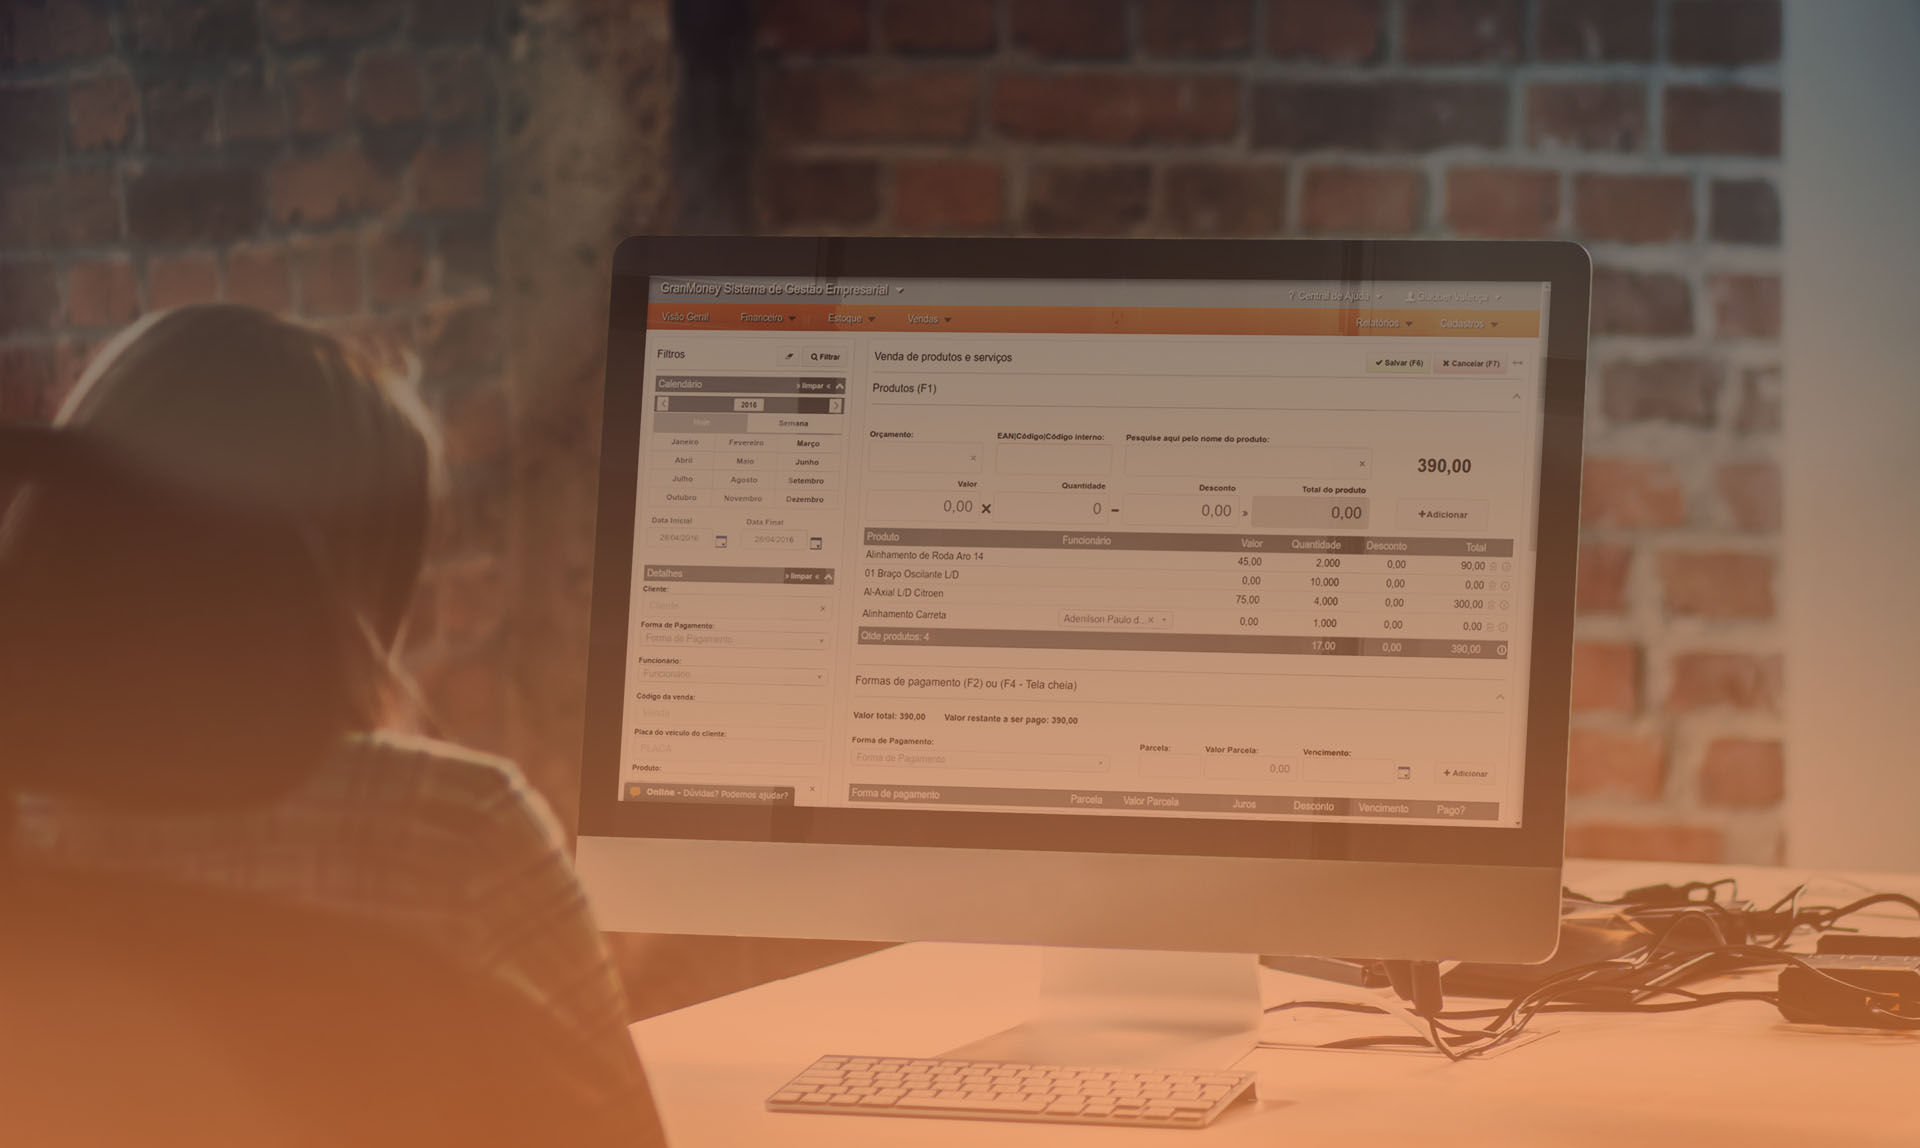 GranMoney Sistema de Gestão Empresarial
? Central de Ajuda
Glauber Valença
Visão Geral Financeiro Estoque Vendas
Relatórios Cadastros
Filtros
Filtrar
Calendário
» limpar «
2016
Hoje Semana
Janeiro Fevereiro Março
Abril Maio Junho
Julho Agosto Setembro
Outubro Novembro Dezembro
Data Inicial Data Final
28/04/2016 28/04/2016
Detalhes
» limpar «
Cliente:
Cliente
Forma de Pagamento:
Forma de Pagamento
Funcionário:
Funcionário
Código da venda:
Venda
Placa do veículo do cliente:
PLACA
Produto:
Online - Dúvidas? Podemos ajudar?
Venda de produtos e serviços
Salvar (F6) Cancelar (F7)
Produtos (F1)
Orçamento: EAN|Código|Código interno: Pesquise aqui pelo nome do produto:
390,00
Valor Quantidade Desconto Total do produto
0,00 0 0,00 0,00
+Adicionar
Produto Funcionário Valor Quantidade Desconto Total
Alinhamento de Roda Aro 14 45,00 2,000 0,00 90,00
01 Braço Oscilante L/D 0,00 10,000 0,00 0,00
Al-Axial L/D Citroen 75,00 4,000 0,00 300,00
Alinhamento Carreta Adenilson Paulo d... 0,00 1,000 0,00 0,00
Qtde produtos: 4 17,00 0,00 390,00
Formas de pagamento (F2) ou (F4 - Tela cheia)
Valor total: 390,00 Valor restante a ser pago: 390,00
Forma de Pagamento: Parcela: Valor Parcela: Vencimento:
Forma de Pagamento 0,00
+ Adicionar
Forma de pagamento Parcela Valor Parcela Juros Desconto Vencimento Pago?